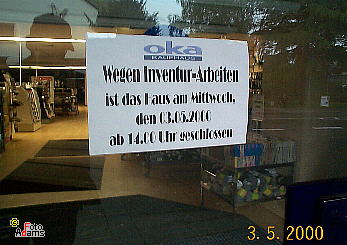 oka
KAUFHAUS
Wegen Inventur-Arbeiten
ist das Haus am Mittwoch,
den 03.05.2000
ab 14.00 Uhr geschlossen
Foto
Adams
3. 5. 2000